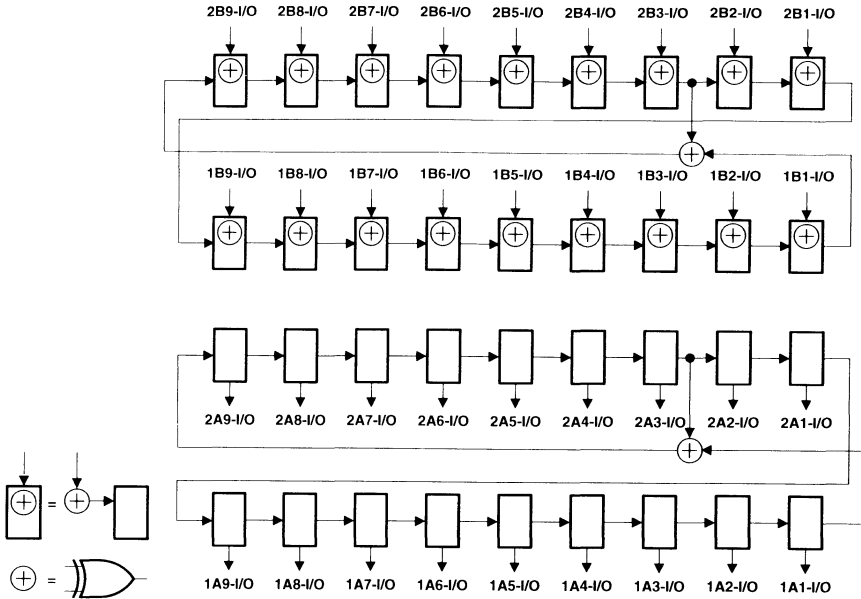 2B9-I/O 2B8-I/O 2B7-I/O 2B6-I/O 2B5-I/O 2B4-I/O 2B3-I/O 2B2-I/O 2B1-I/O
1B9-I/O 1B8-I/O 1B7-I/O 1B6-I/O 1B5-I/O 1B4-I/O 1B3-I/O 1B2-I/O 1B1-I/O
2A9-I/O 2A8-I/O 2A7-I/O 2A6-I/O 2A5-I/O 2A4-I/O 2A3-I/O 2A2-I/O 2A1-I/O
=
=
1A9-I/O 1A8-I/O 1A7-I/O 1A6-I/O 1A5-I/O 1A4-I/O 1A3-I/O 1A2-I/O 1A1-I/O